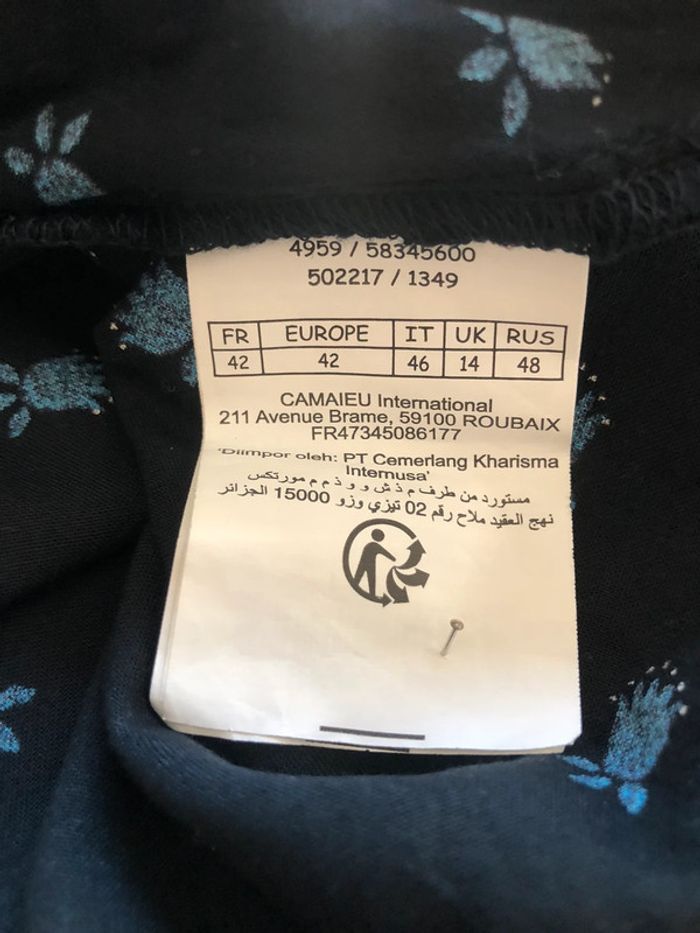 4959 / 58345600
502217 / 1349
FR EUROPE IT UK RUS
42 42 46 14 48
CAMAIEU International
211 Avenue Brame, 59100 ROUBAIX
FR47345086177
'Diimpor oleh: PT Cemerlang Kharisma
Internusa'
مستورد من طرف م ذ ش و و ذ م م مورتكس
نهج العقيد ملاح رقم 02 تيزي وزو 15000 الجزائر